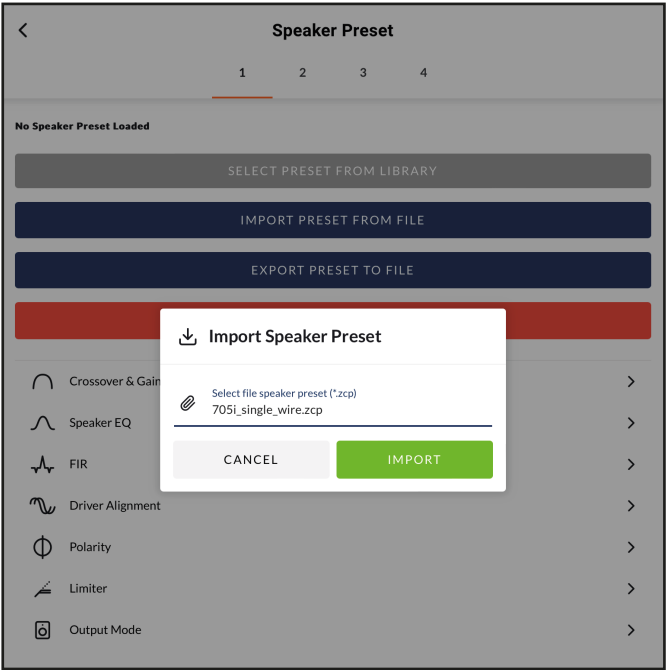 Speaker Preset
1 2 3 4
No Speaker Preset Loaded
SELECT PRESET FROM LIBRARY
IMPORT PRESET FROM FILE
EXPORT PRESET TO FILE
Import Speaker Preset
Select file speaker preset (*.zcp)
705i_single_wire.zcp
CANCEL IMPORT
Crossover & Gain
Speaker EQ
FIR
Driver Alignment
Polarity
Limiter
Output Mode